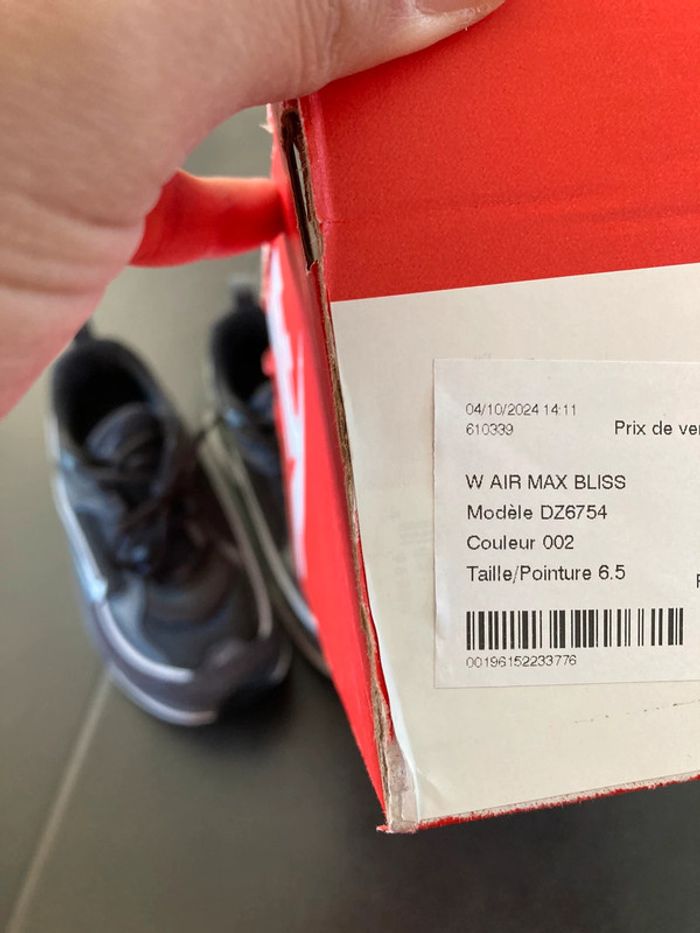 04/10/2024 14:11
610339
Prix de ver
W AIR MAX BLISS
Modèle DZ6754
Couleur 002
Taille/Pointure 6.5
00196152233776